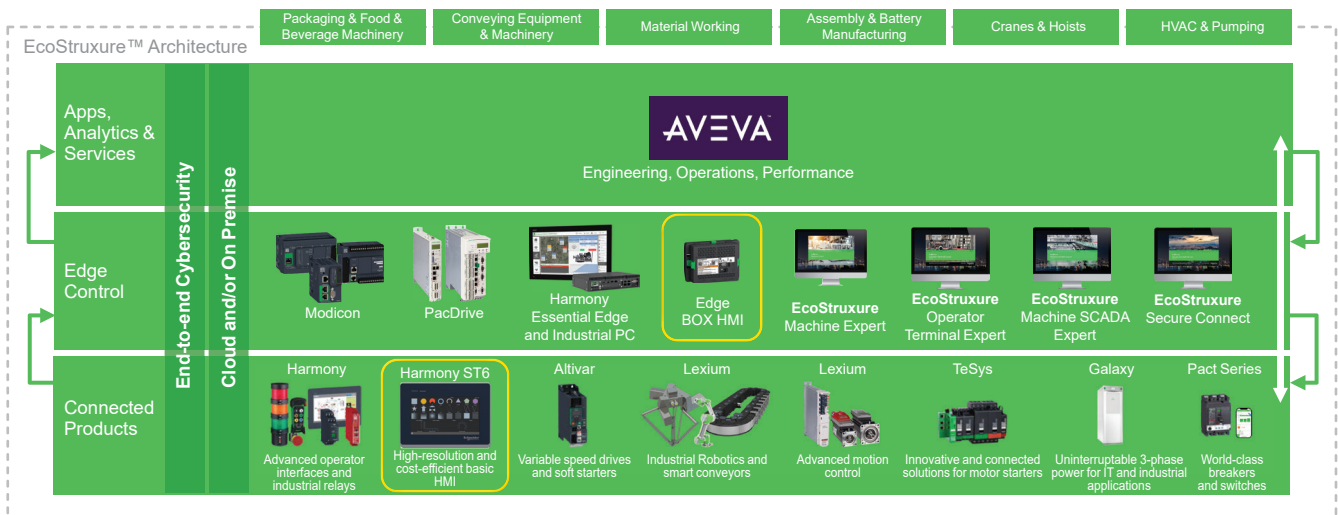 Packaging & Food &
Beverage Machinery
Conveying Equipment
& Machinery
Material Working
Assembly & Battery
Manufacturing
Cranes & Hoists
HVAC & Pumping
EcoStruxure™ Architecture
Apps,
Analytics &
Services
End-to-end Cybersecurity
Cloud and/or On Premise
AVEVA™
Engineering, Operations, Performance
Edge
Control
Modicon
PacDrive
Harmony
Essential Edge
and Industrial PC
Edge
BOX HMI
EcoStruxure
Machine Expert
EcoStruxure
Operator
Terminal Expert
EcoStruxure
Machine SCADA
Expert
EcoStruxure
Secure Connect
Connected
Products
Harmony
Advanced operator
interfaces and
industrial relays
Harmony ST6
High-resolution and
cost-efficient basic
HMI
Altivar
Variable speed drives
and soft starters
Lexium
Industrial Robotics and
smart conveyors
Lexium
Advanced motion
control
TeSys
Innovative and connected
solutions for motor starters
Galaxy
Uninterruptable 3-phase
power for IT and industrial
applications
Pact Series
World-class
breakers
and switches